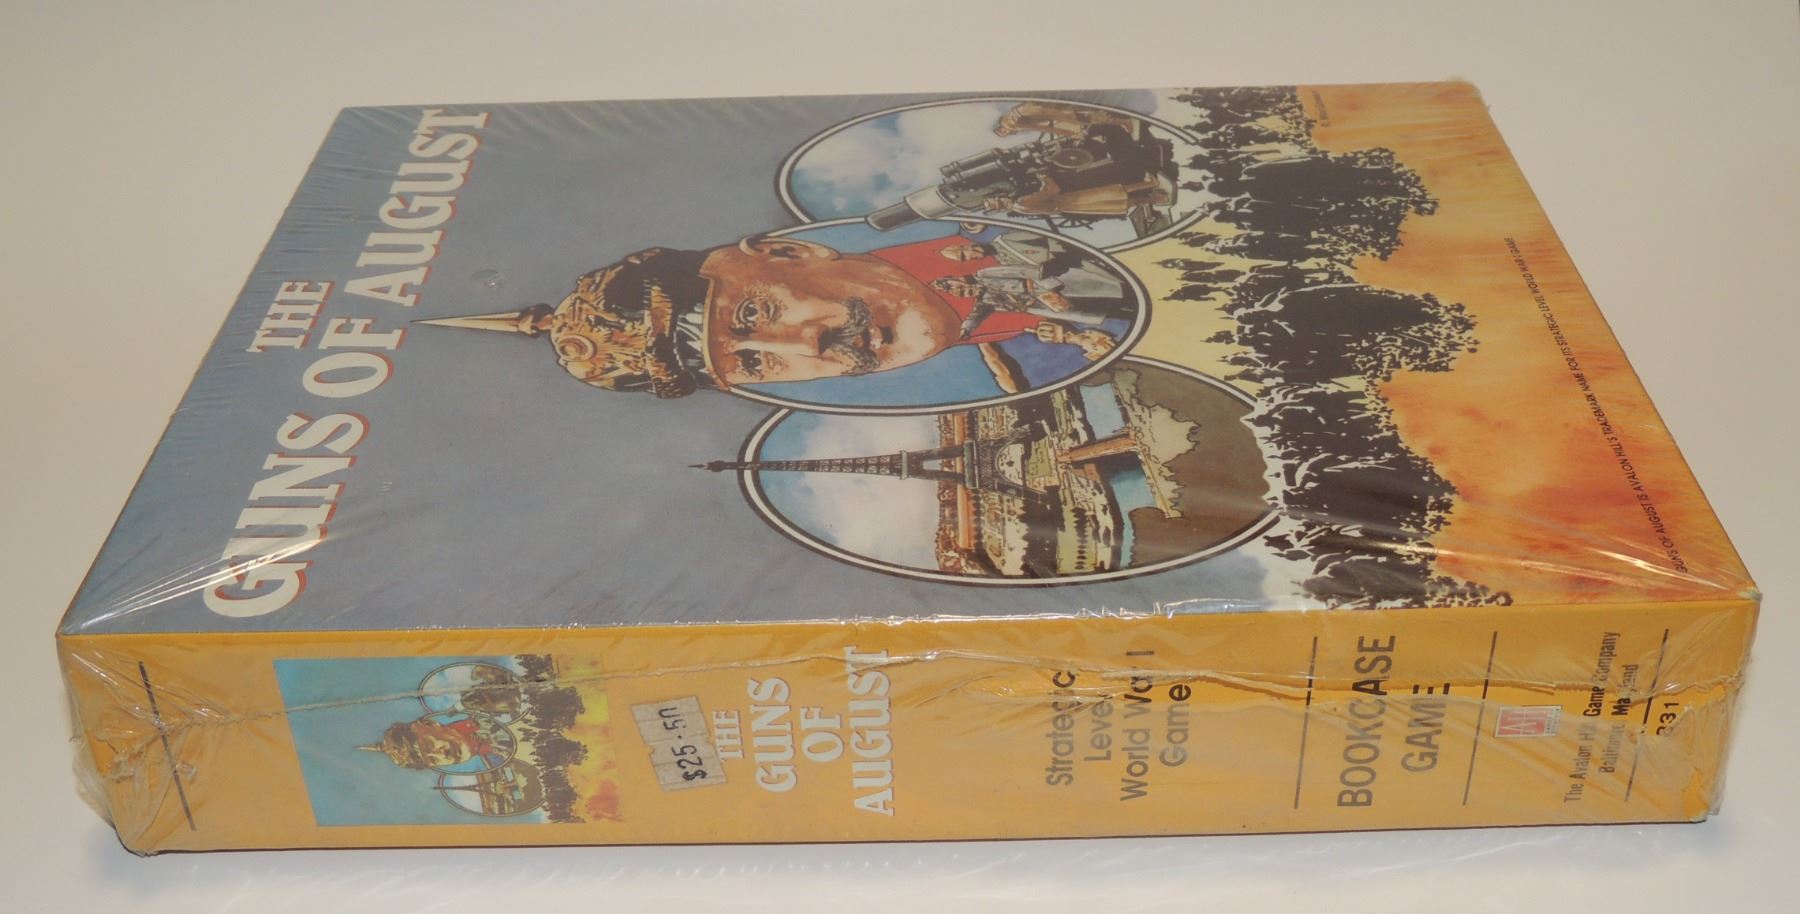 THE
GUNS OF AUGUST
GUNS OF AUGUST IS AVALON HILL'S TRADEMARK NAME FOR ITS STRATEGIC LEVEL WORLD WAR I GAME
$25.50
THE
GUNS
OF
AUGUST
Strategic
Level
World War I
Game
BOOKCASE
GAME
The Avalon Hill Game Company
Baltimore, Maryland
831